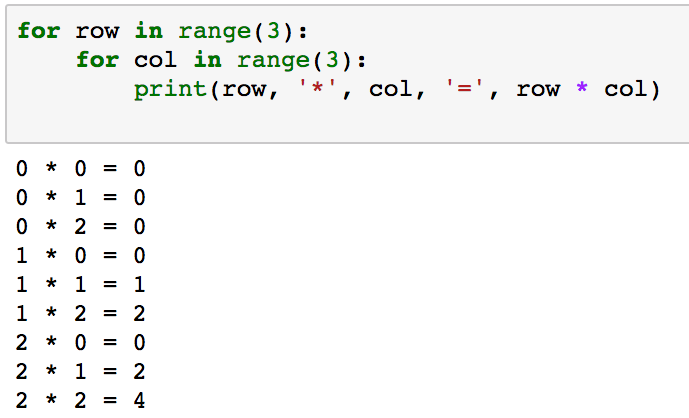 for row in range(3):
    for col in range(3):
        print(row, '*', col, '=', row * col)
0 * 0 = 0
0 * 1 = 0
0 * 2 = 0
1 * 0 = 0
1 * 1 = 1
1 * 2 = 2
2 * 0 = 0
2 * 1 = 2
2 * 2 = 4